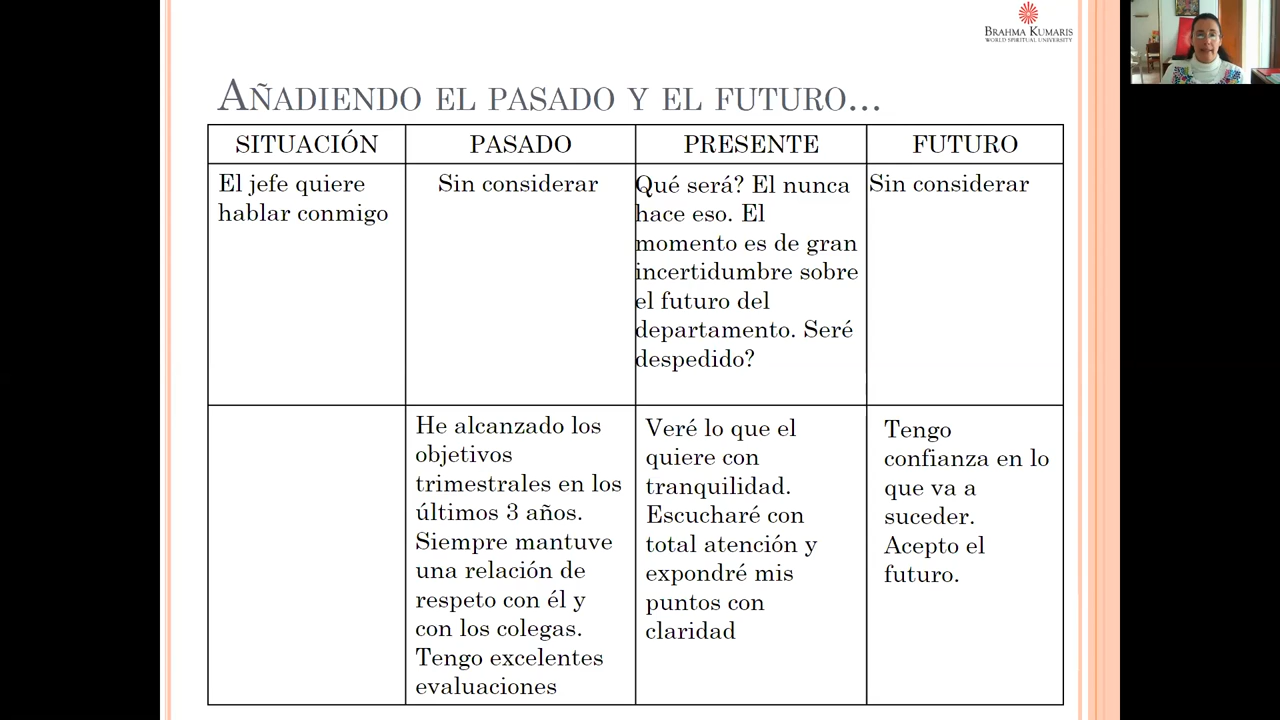 BRAHMA KUMARIS
WORLD SPIRITUAL UNIVERSITY
AÑADIENDO EL PASADO Y EL FUTURO...
SITUACIÓN
PASADO
PRESENTE
FUTURO
El jefe quiere
hablar conmigo
Sin considerar
Qué será? El nunca
hace eso. El
momento es de gran
incertidumbre sobre
el futuro del
departamento. Seré
despedido?
Sin considerar
He alcanzado los
objetivos
trimestrales en los
últimos 3 años.
Siempre mantuve
una relación de
respeto con él y
con los colegas.
Tengo excelentes
evaluaciones
Veré lo que el
quiere con
tranquilidad.
Escucharé con
total atención y
expondré mis
puntos con
claridad
Tengo
confianza en lo
que va a
suceder.
Acepto el
futuro.